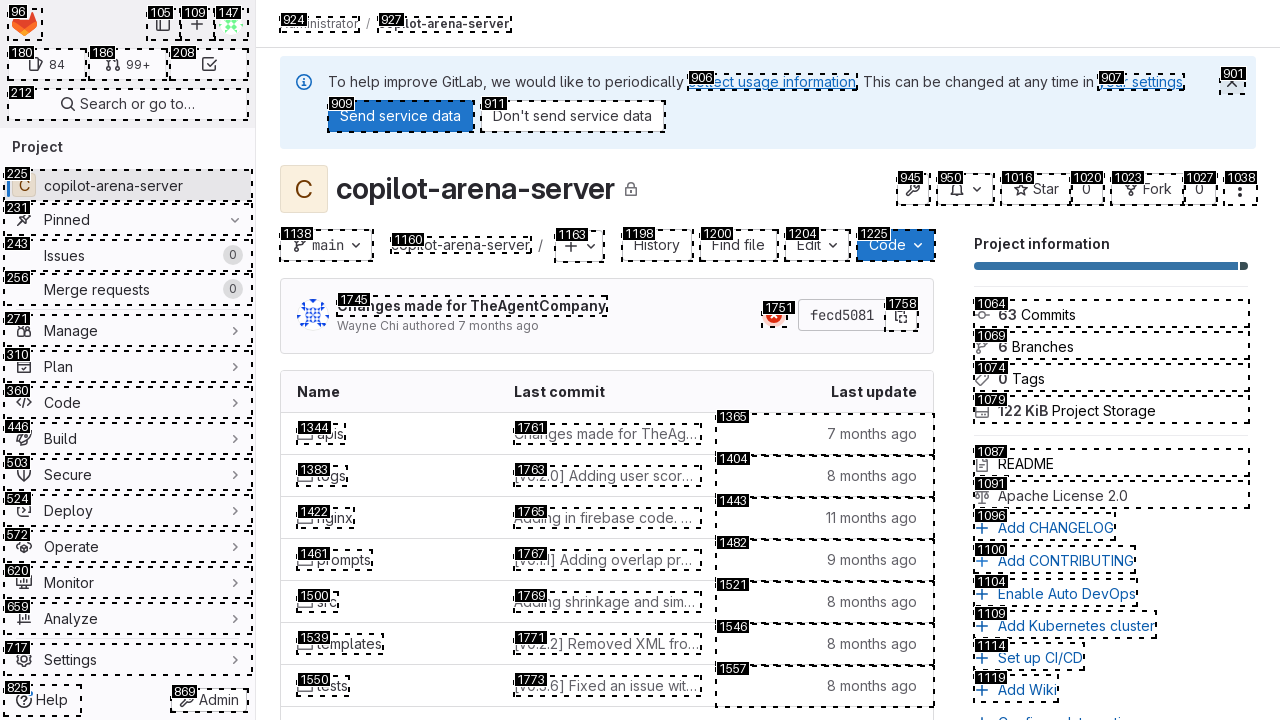 96
105
109
147
180 84
186 99+
208
212 Search or go to...
Project
225 C copilot-arena-server
231 Pinned
243 Issues 0
256 Merge requests 0
271 Manage
310 Plan
360 Code
446 Build
503 Secure
524 Deploy
572 Operate
620 Monitor
659 Analyze
717 Settings
825 Help
869 Admin
924 Administrator / 927 copilot-arena-server
To help improve GitLab, we would like to periodically 906 collect usage information. This can be changed at any time in 907 your settings. 901
909 Send service data 911 Don't send service data
C copilot-arena-server
945 950 1016 Star 1020 0 1023 Fork 1027 0 1038
1138 main 1160 copilot-arena-server / 1163 1198 History 1200 Find file 1204 Edit 1225 Code
1745 Changes made for TheAgentCompany
Wayne Chi authored 7 months ago
1751 fecd5081 1758
Name Last commit Last update
1344 apis 1761 Changes made for TheAg... 1365 7 months ago
1383 logs 1763 [v0.2.0] Adding user scor... 1404 8 months ago
1422 nginx 1765 Adding in firebase code. ... 1443 11 months ago
1461 prompts 1767 [v0.1.1] Adding overlap pr... 1482 9 months ago
1500 src 1769 Adding shrinkage and sim... 1521 8 months ago
1539 templates 1771 [v0.2.2] Removed XML fro... 1546 8 months ago
1550 tests 1773 Fixed an issue wit... 1557 8 months ago
Project information
1064 63 Commits
1069 6 Branches
1074 0 Tags
1079 122 KiB Project Storage
1087 README
1091 Apache License 2.0
1096 Add CHANGELOG
1100 Add CONTRIBUTING
1104 Enable Auto DevOps
1109 Add Kubernetes cluster
1114 Set up CI/CD
1119 Add Wiki